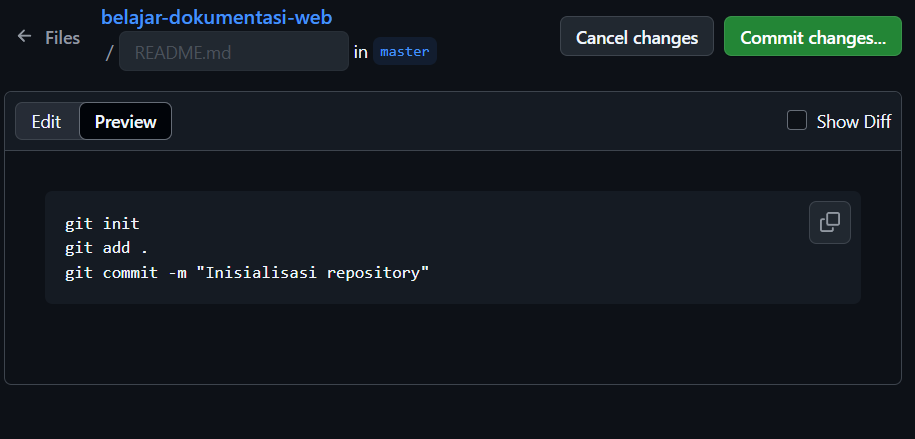 belajar-dokumentasi-web
← Files / README.md in master
Cancel changes
Commit changes...
Edit
Preview
Show Diff
git init
git add .
git commit -m "Inisialisasi repository"